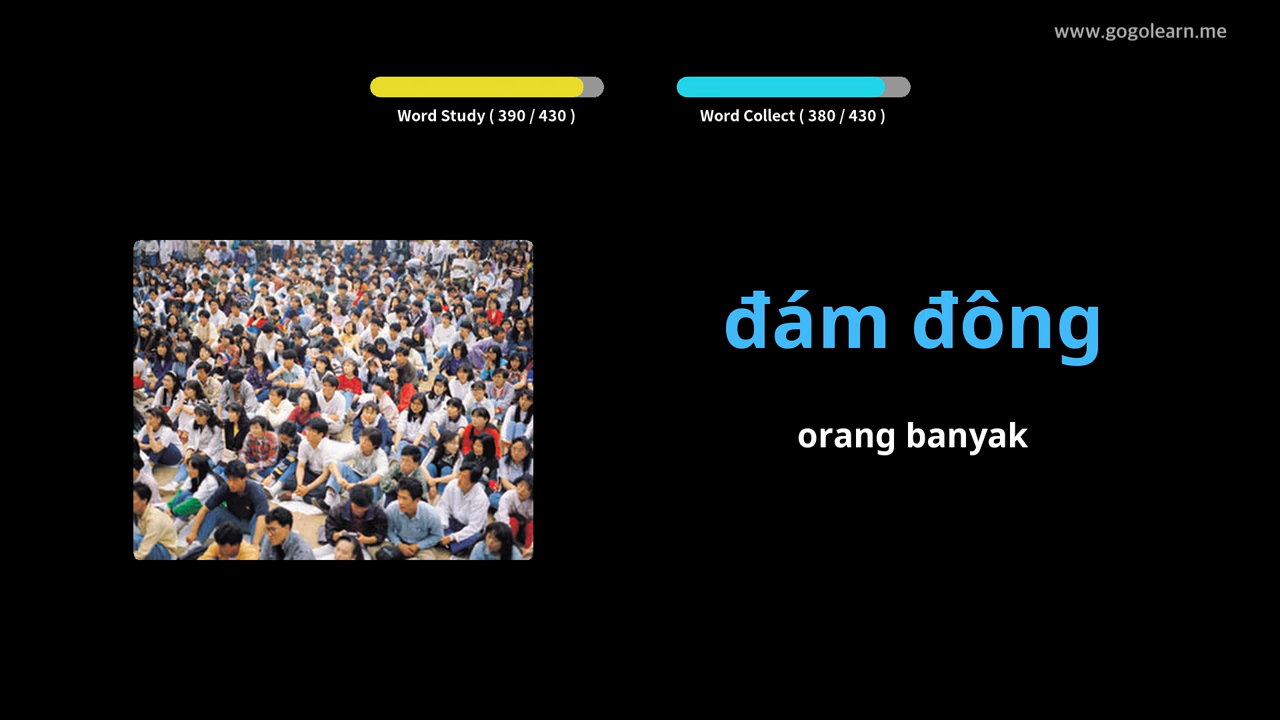 www.gogolearn.me
Word Study ( 390 / 430 )
Word Collect ( 380 / 430 )
đám đông
orang banyak